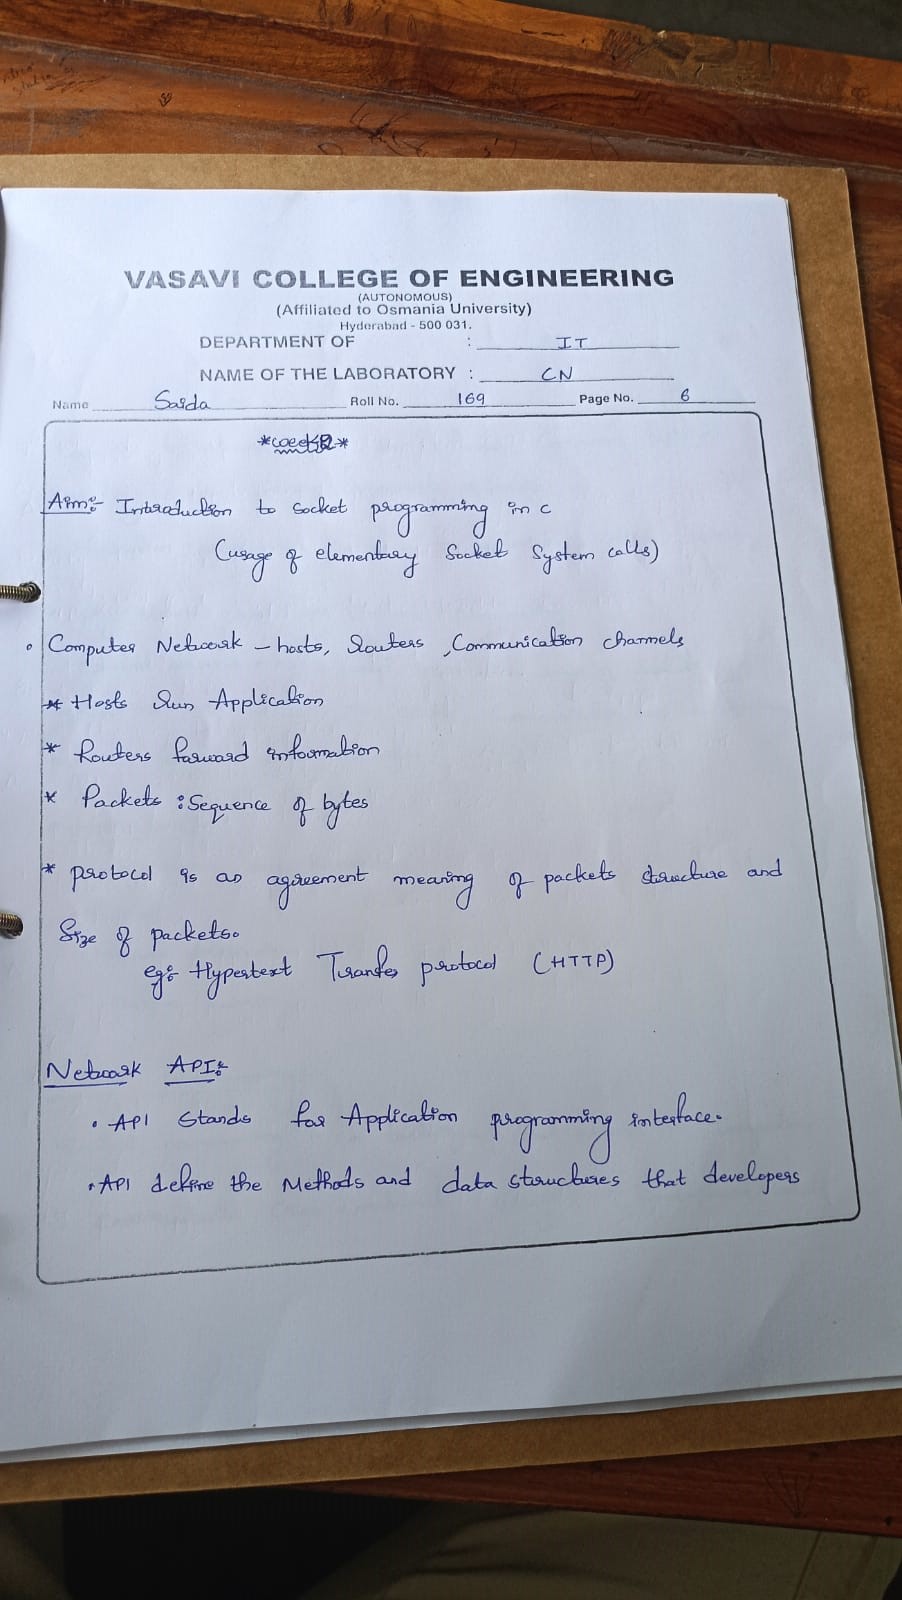 VASAVI COLLEGE OF ENGINEERING
(AUTONOMOUS)
(Affiliated to Osmania University)
Hyderabad - 500 031.
DEPARTMENT OF : IT
NAME OF THE LABORATORY : CN
Name Saida Roll No. 169 Page No. 6
*week2*
Aim:- Introduction to socket programming in c
(usage of elementary Socket System calls)
• Computer Network - hosts, Routers, Communication channels
* Hosts Run Application
* Routers forward information
* Packets : Sequence of bytes
* protocol is an agreement meaning of packets structure and
Size of packets.
eg:- Hypertext Transfer protocol (HTTP)
Network API:-
• API Stands for Application programming interface.
• API define the Methods and data structures that developers